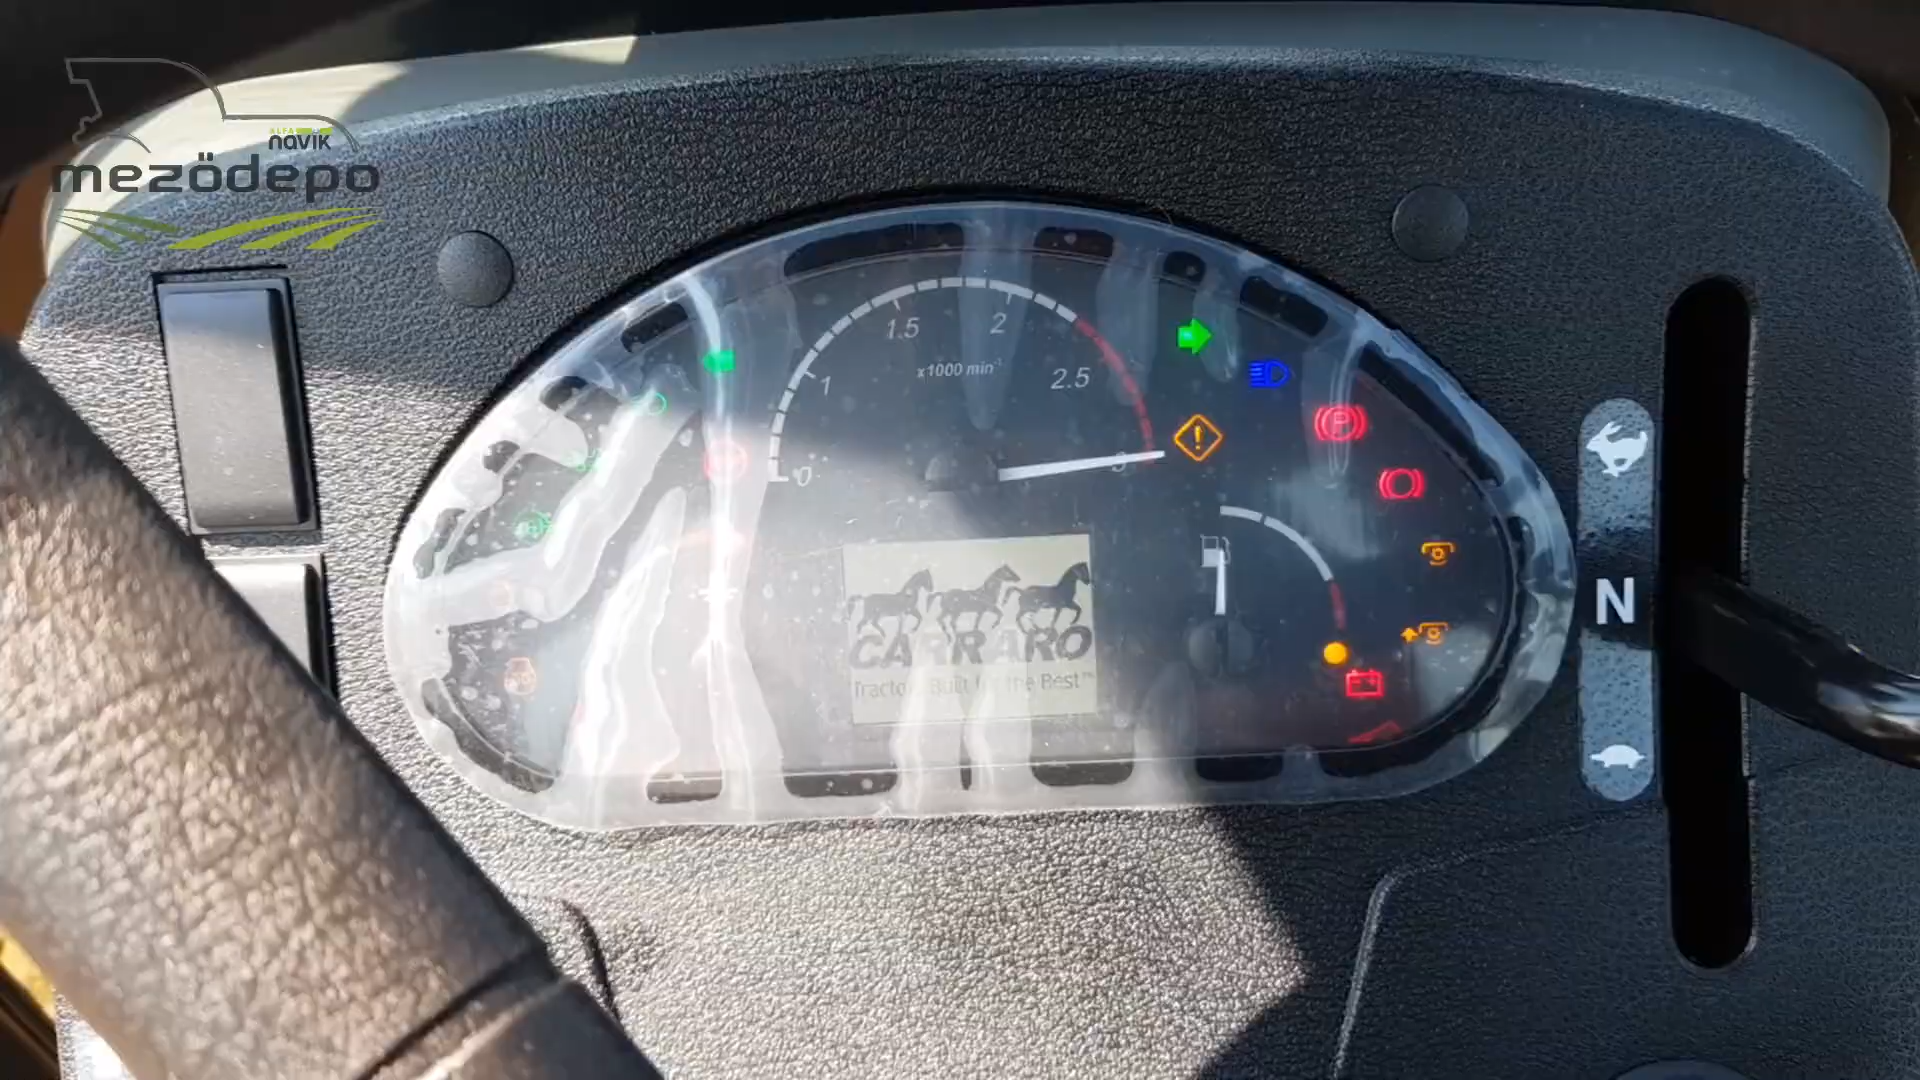 ALFA
navik
mezödepo
1.5 2
x1000 min⁻¹
1 2.5
0 3
P
N
CARRARO
Tractors Built for the Best™